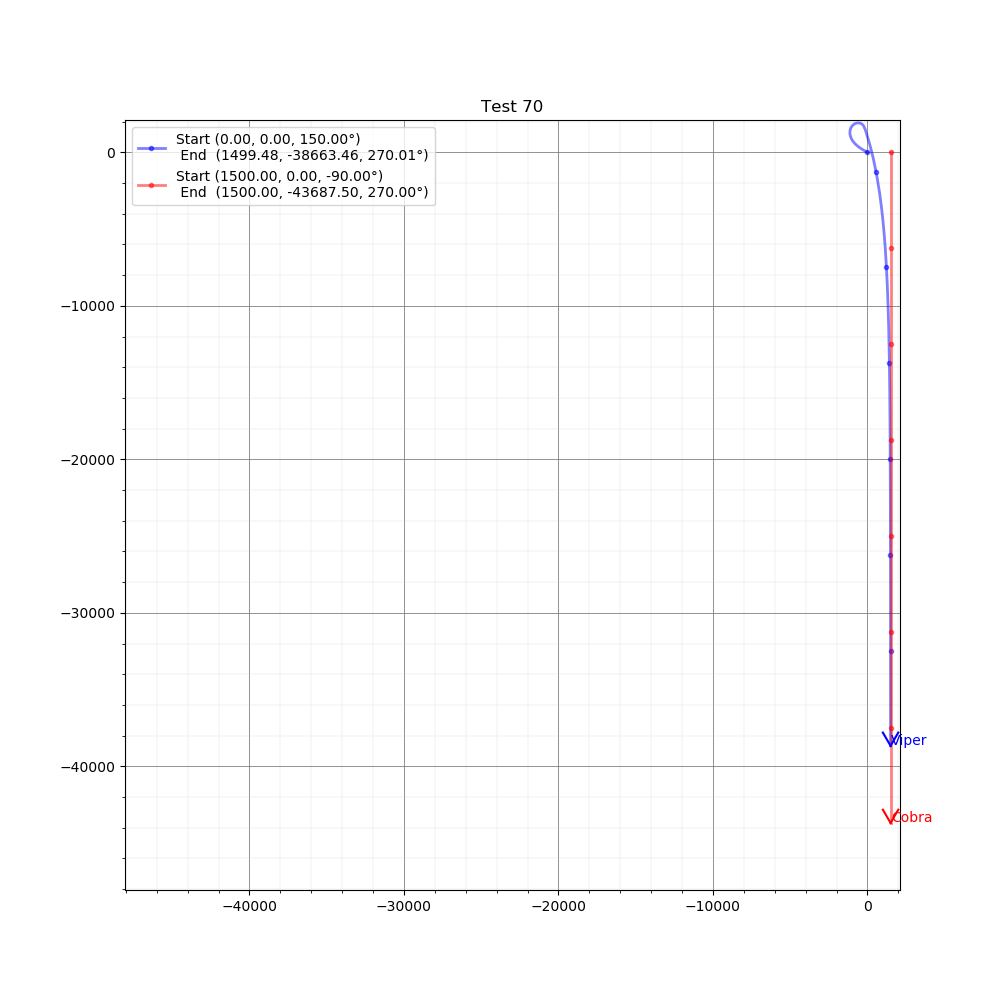 Test 70
Start (0.00, 0.00, 150.00°)
End (1499.48, -38663.46, 270.01°)
Start (1500.00, 0.00, -90.00°)
End (1500.00, -43687.50, 270.00°)
0
−10000
−20000
−30000
−40000
Viper
Cobra
−40000 −30000 −20000 −10000 0